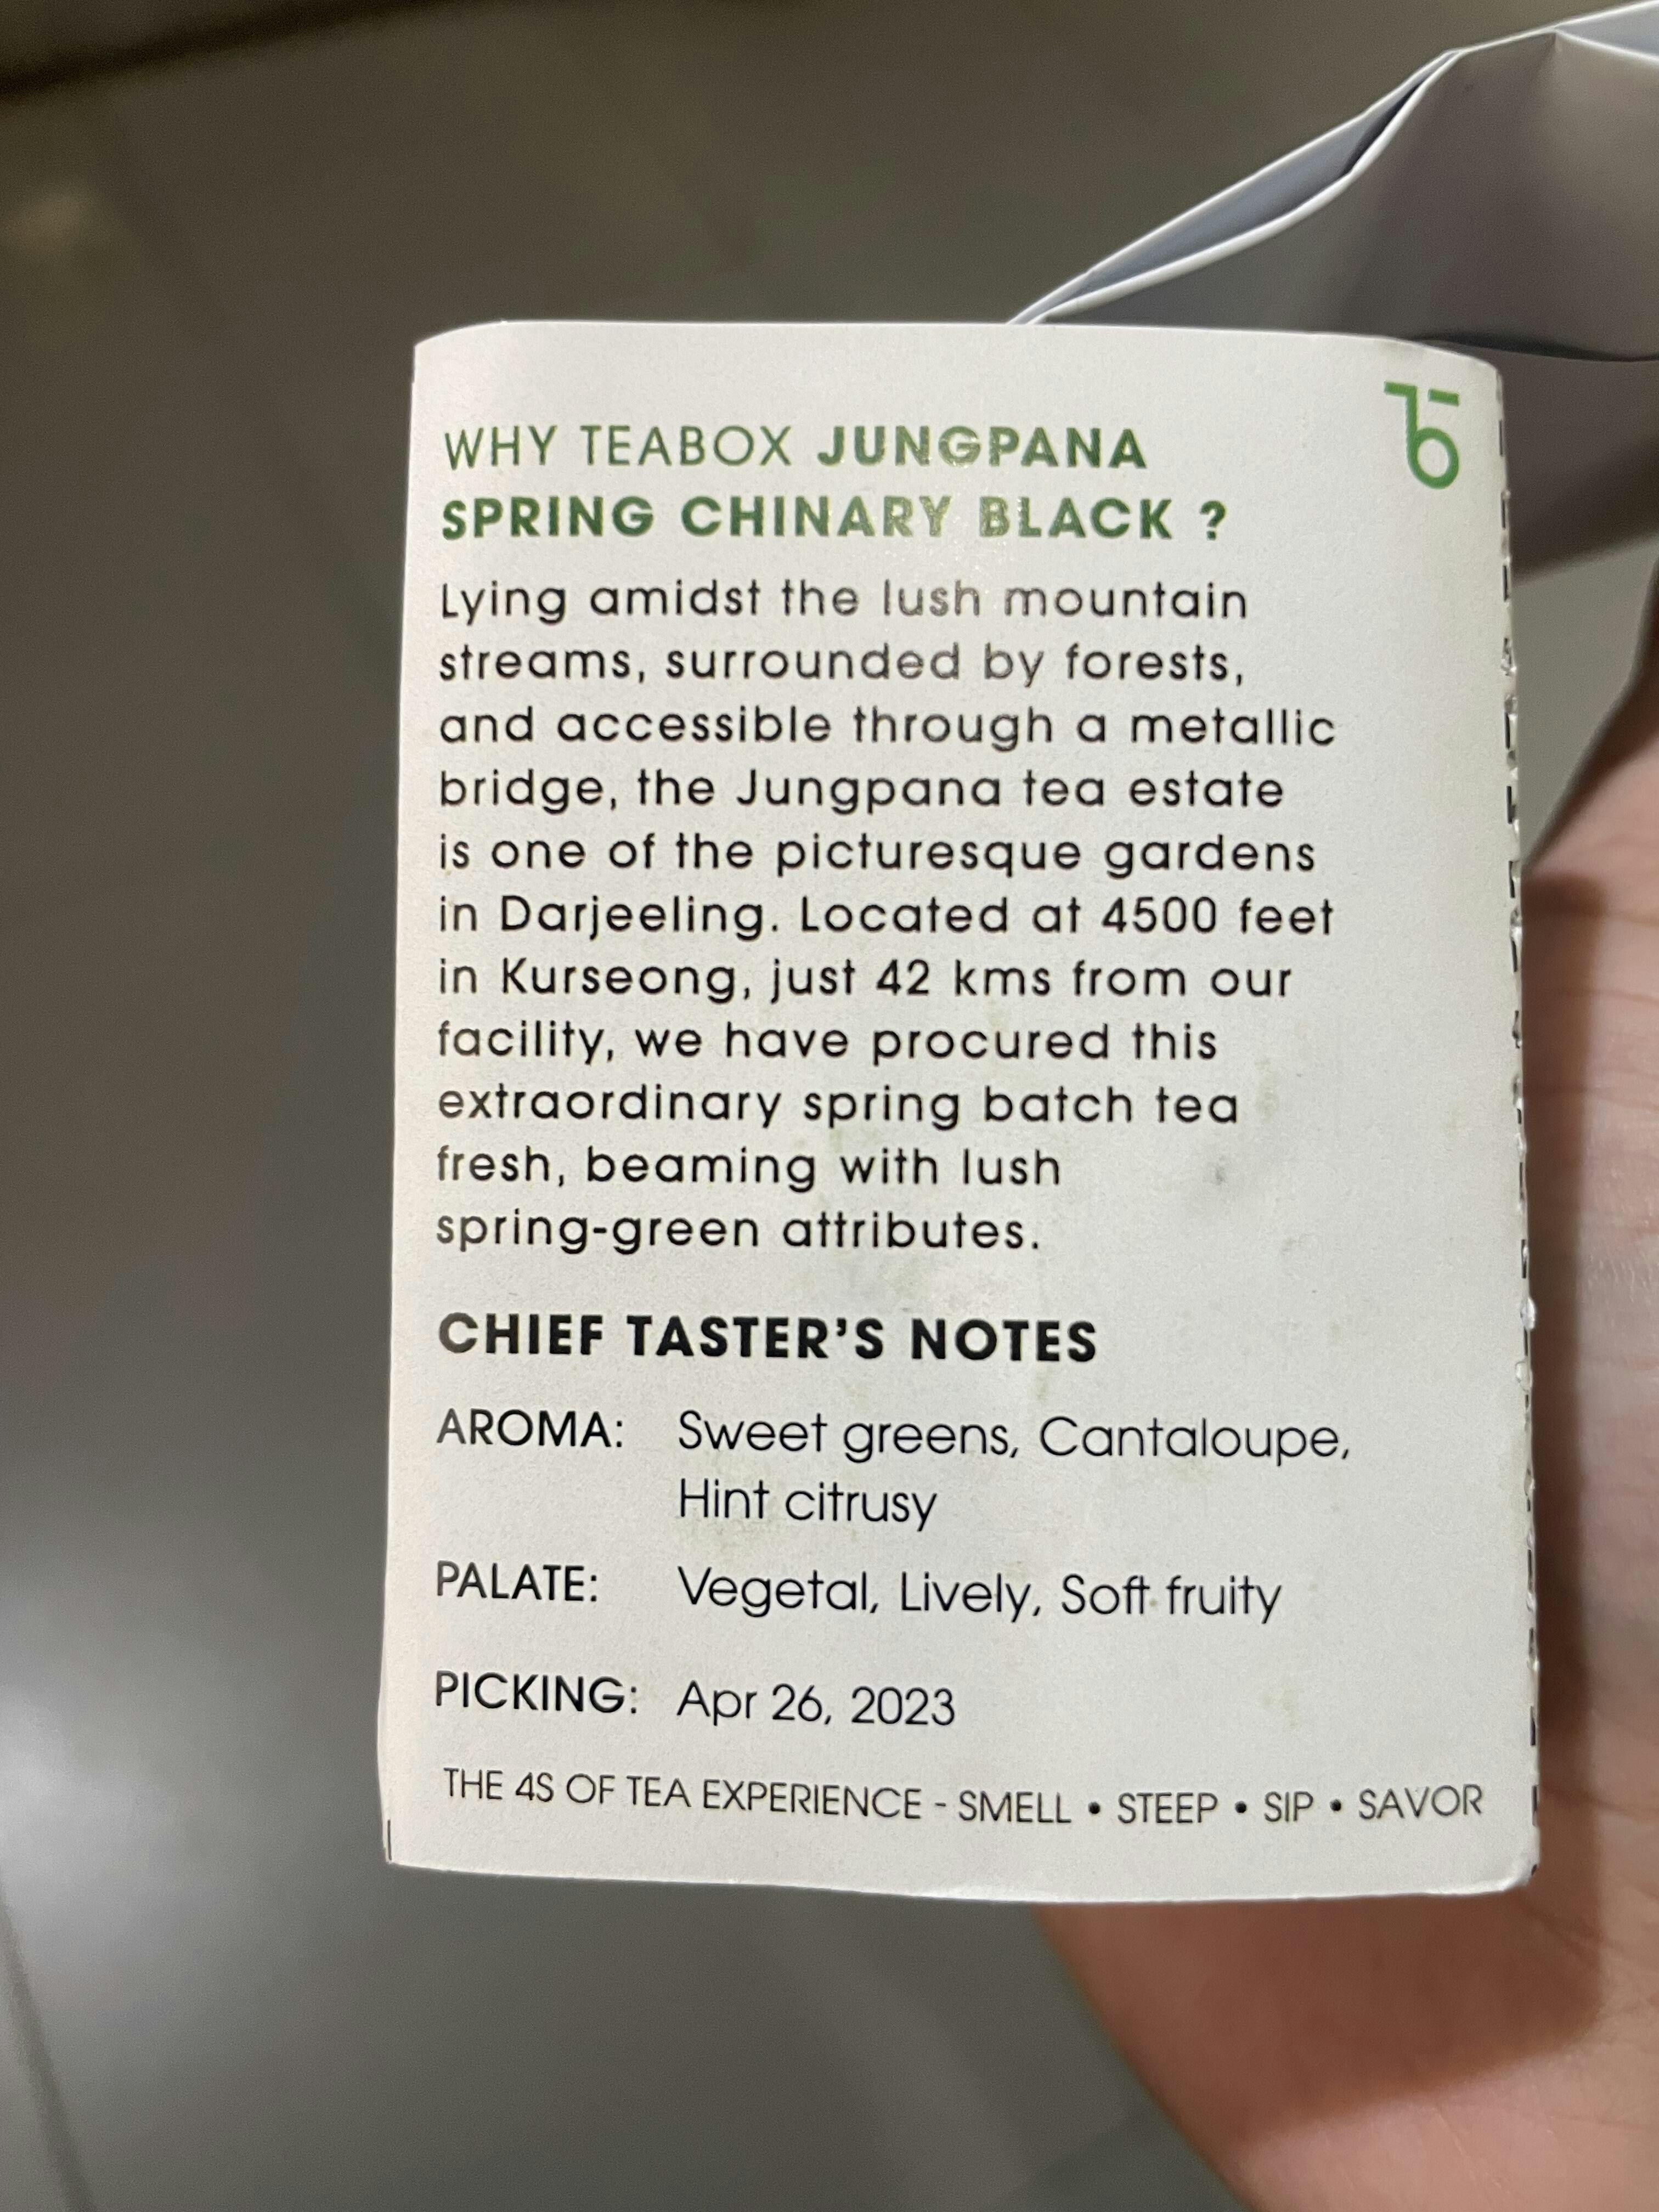 WHY TEABOX JUNGPANA
SPRING CHINARY BLACK ?
Lying amidst the lush mountain
streams, surrounded by forests,
and accessible through a metallic
bridge, the Jungpana tea estate
is one of the picturesque gardens
in Darjeeling. Located at 4500 feet
in Kurseong, just 42 kms from our
facility, we have procured this
extraordinary spring batch tea
fresh, beaming with lush
spring-green attributes.
CHIEF TASTER'S NOTES
AROMA: Sweet greens, Cantaloupe,
Hint citrusy
PALATE: Vegetal, Lively, Soft fruity
PICKING: Apr 26, 2023
THE 4S OF TEA EXPERIENCE - SMELL • STEEP • SIP • SAVOR